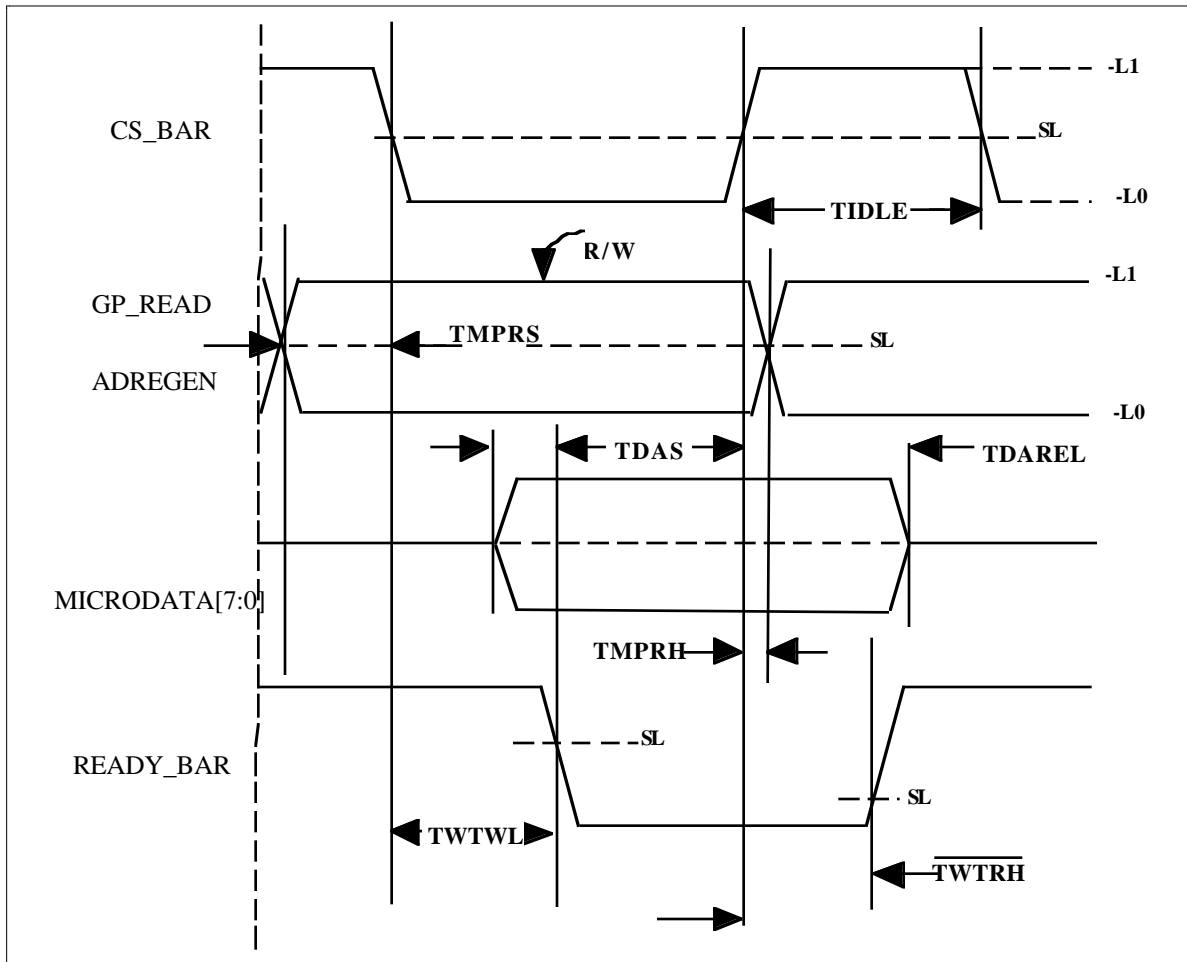 -L1
CS_BAR
SL
TIDLE
-L0
R/W
GP_READ
-L1
TMPRS
SL
ADREGEN
-L0
TDAS
TDAREL
MICRODATA[7:0]
TMPRH
SL
READY_BAR
SL
TWTWL
TWTRH